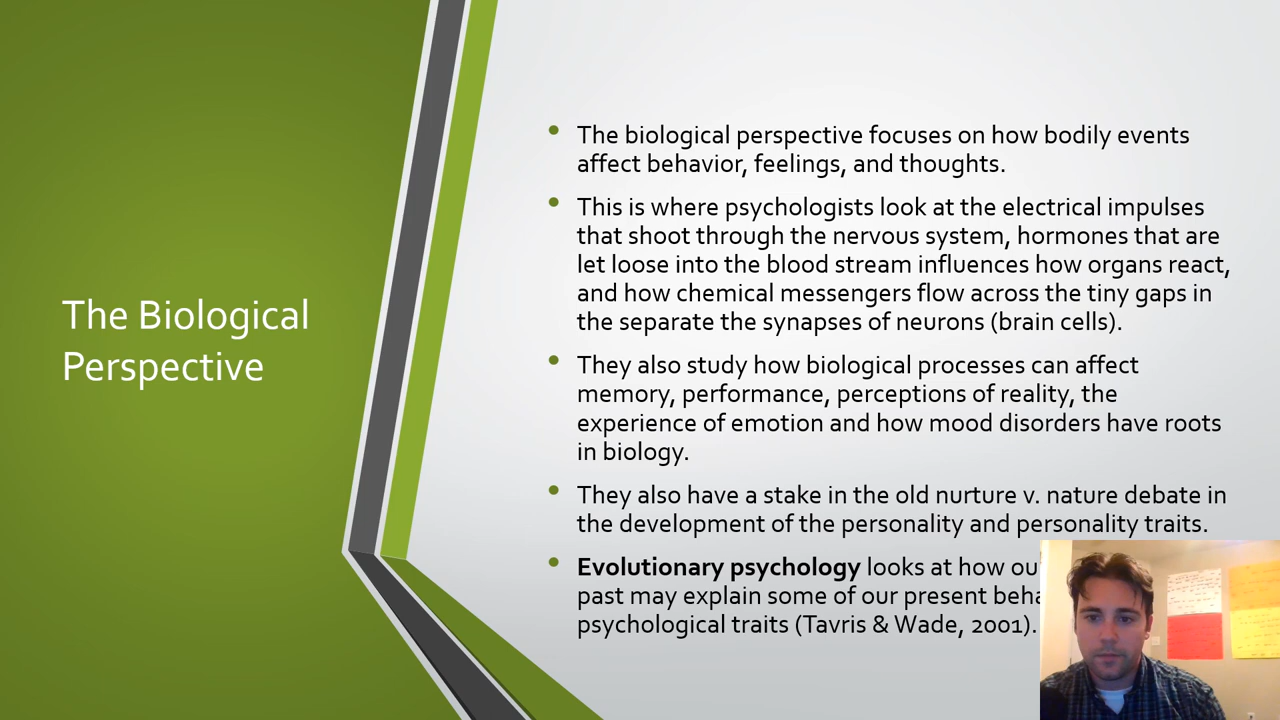 The Biological
Perspective
• The biological perspective focuses on how bodily events
affect behavior, feelings, and thoughts.
• This is where psychologists look at the electrical impulses
that shoot through the nervous system, hormones that are
let loose into the blood stream influences how organs react,
and how chemical messengers flow across the tiny gaps in
the separate the synapses of neurons (brain cells).
• They also study how biological processes can affect
memory, performance, perceptions of reality, the
experience of emotion and how mood disorders have roots
in biology.
• They also have a stake in the old nurture v. nature debate in
the development of the personality and personality traits.
• Evolutionary psychology looks at how
past may explain some of our present
psychological traits (Tavris & Wade, 2001).